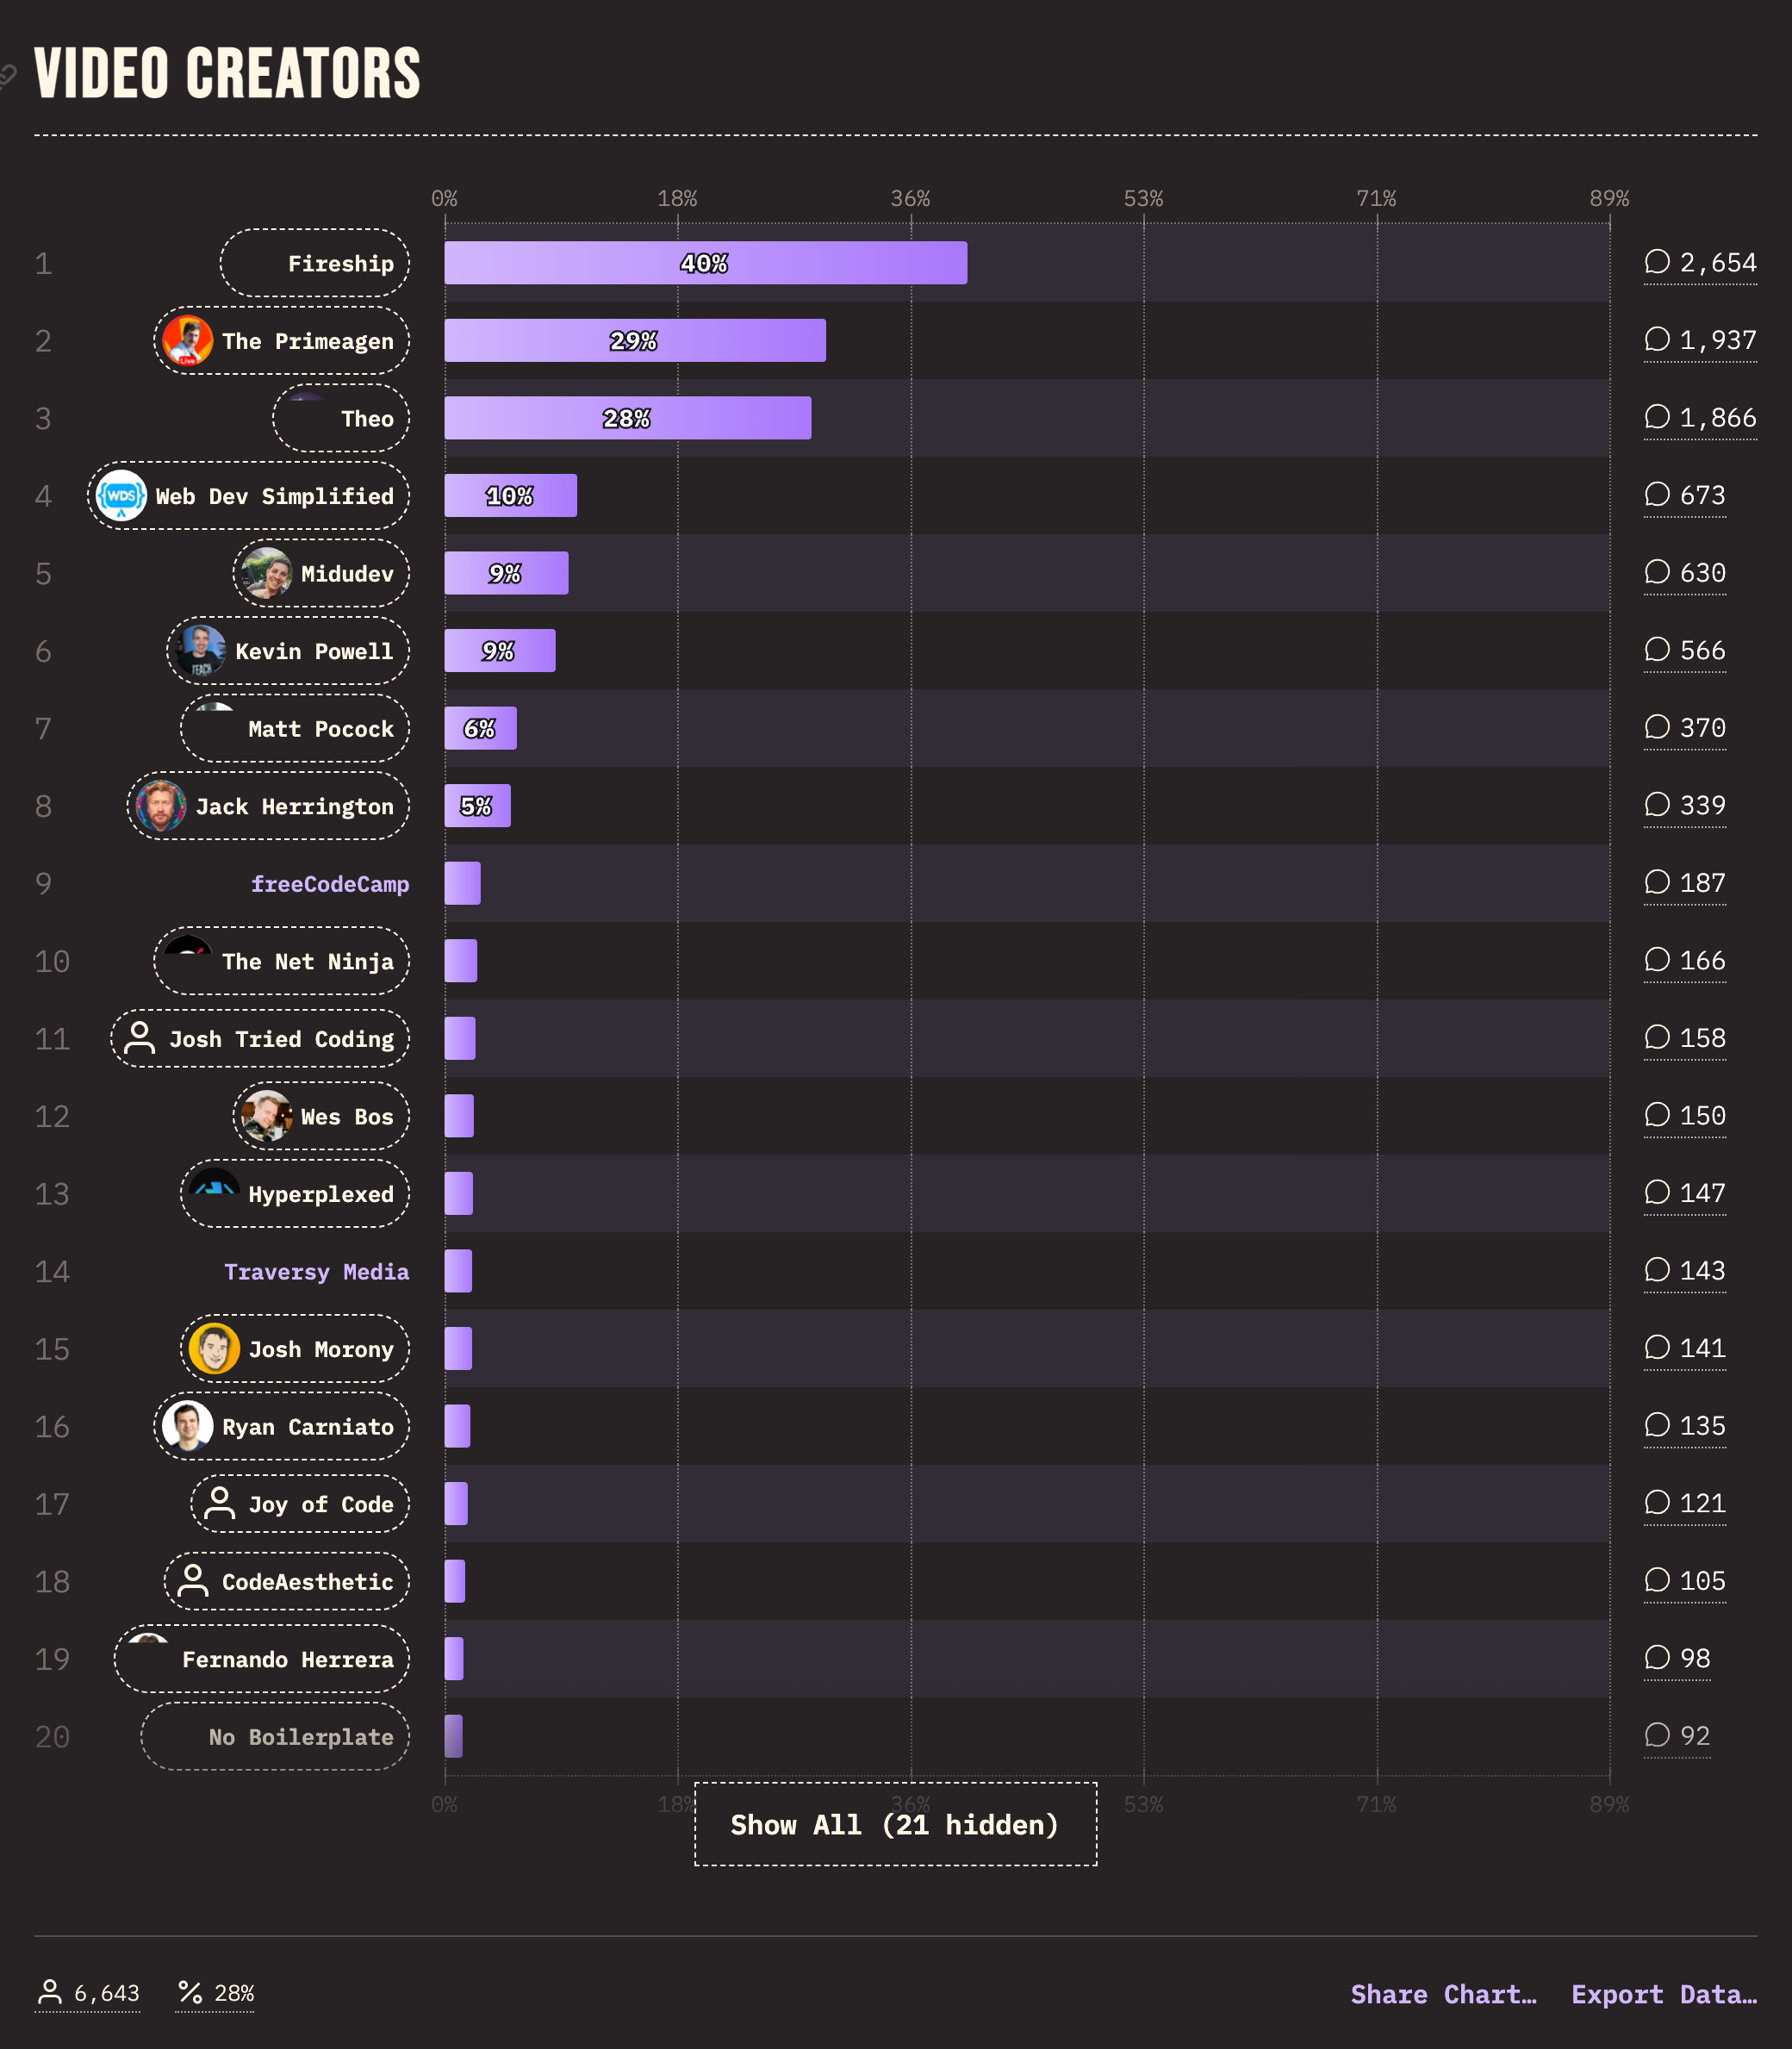 VIDEO CREATORS
0% 18% 36% 53% 71% 89%
1 Fireship 40% 2,654
2 Live The Primeagen 29% 1,937
3 Theo 28% 1,866
4 {WDS} Web Dev Simplified 10% 673
5 Midudev 9% 630
6 TEACH Kevin Powell 9% 566
7 Matt Pocock 6% 370
8 Jack Herrington 5% 339
9 freeCodeCamp 187
10 The Net Ninja 166
11 Josh Tried Coding 158
12 Wes Bos 150
13 Hyperplexed 147
14 Traversy Media 143
15 Josh Morony 141
16 Ryan Carniato 135
17 Joy of Code 121
18 CodeAesthetic 105
19 Fernando Herrera 98
20 No Boilerplate 92
0% 18% 36% 53% 71% 89%
Show All (21 hidden)
6,643 % 28% Share Chart… Export Data…